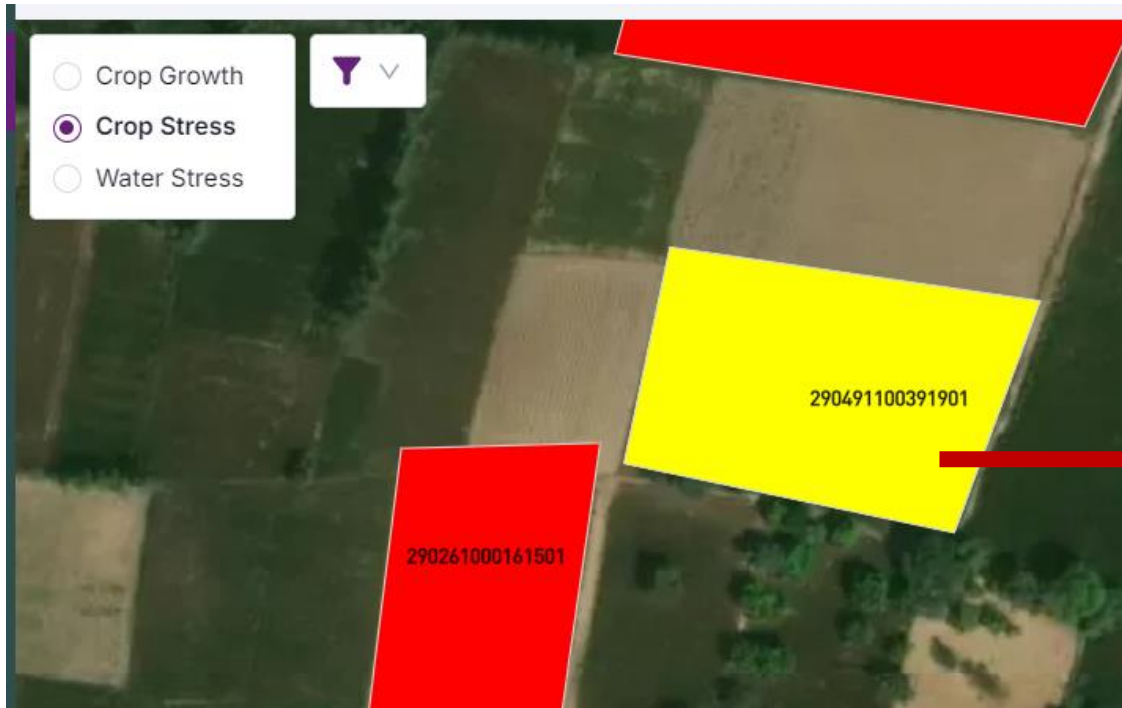 Crop Growth
Crop Stress
Water Stress
290491100391901
290261000161501